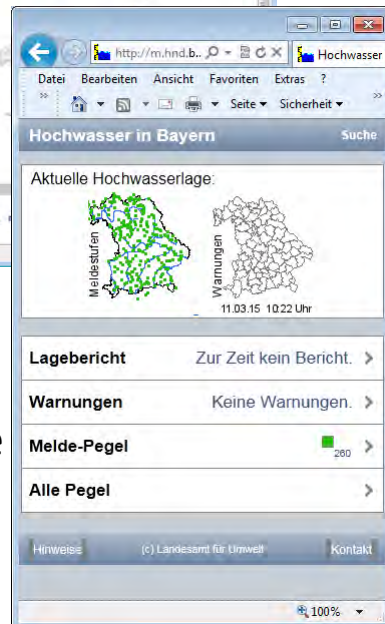 http://m.hnd.b..
Hochwasser
Datei Bearbeiten Ansicht Favoriten Extras ?
Seite Sicherheit
Hochwasser in Bayern Suche
Aktuelle Hochwasserlage:
Meldestufen
Warnungen
11.03.15 10:22 Uhr
Lagebericht Zur Zeit kein Bericht. >
Warnungen Keine Warnungen. >
Melde-Pegel 260 >
Alle Pegel >
e
Hinweise (c) Landesamt für Umwelt Kontakt
100%